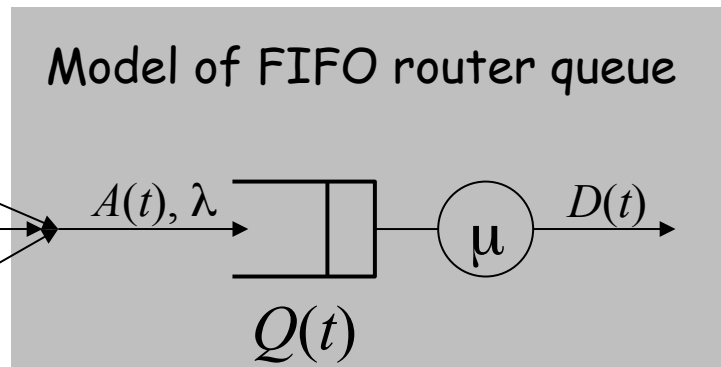 Model of FIFO router queue
A(t), λ
μ
D(t)
Q(t)